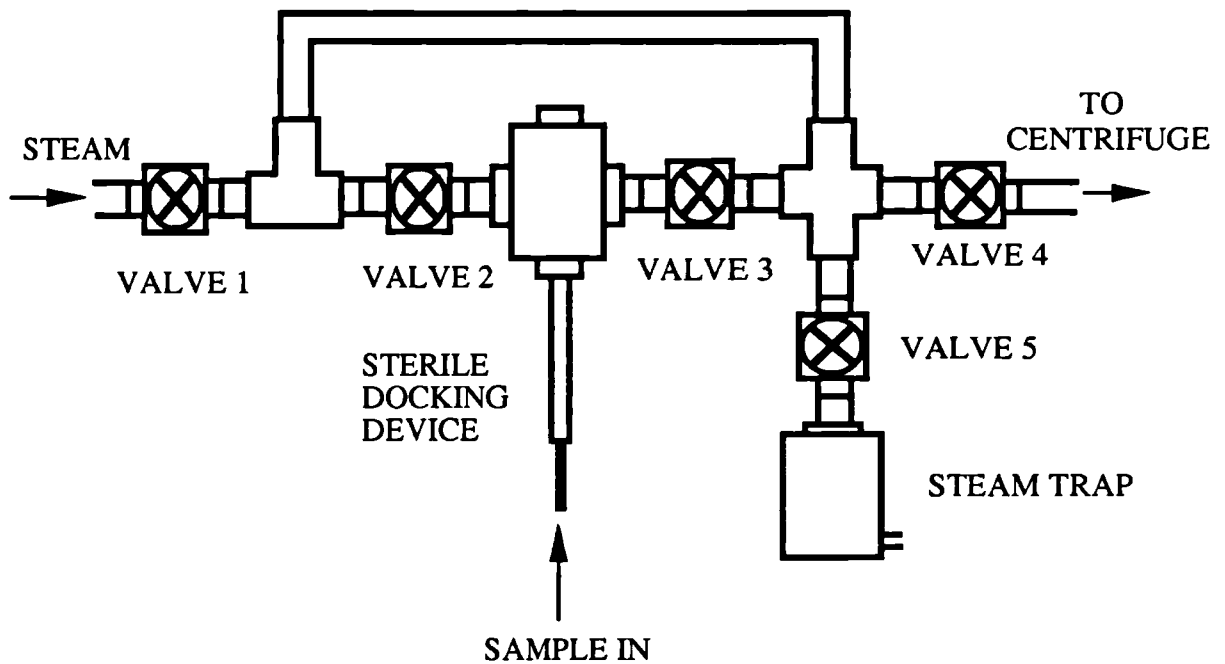 STEAM
TO
CENTRIFUGE
VALVE 1
VALVE 2
VALVE 3
VALVE 4
STERILE
DOCKING
DEVICE
VALVE 5
STEAM TRAP
SAMPLE IN